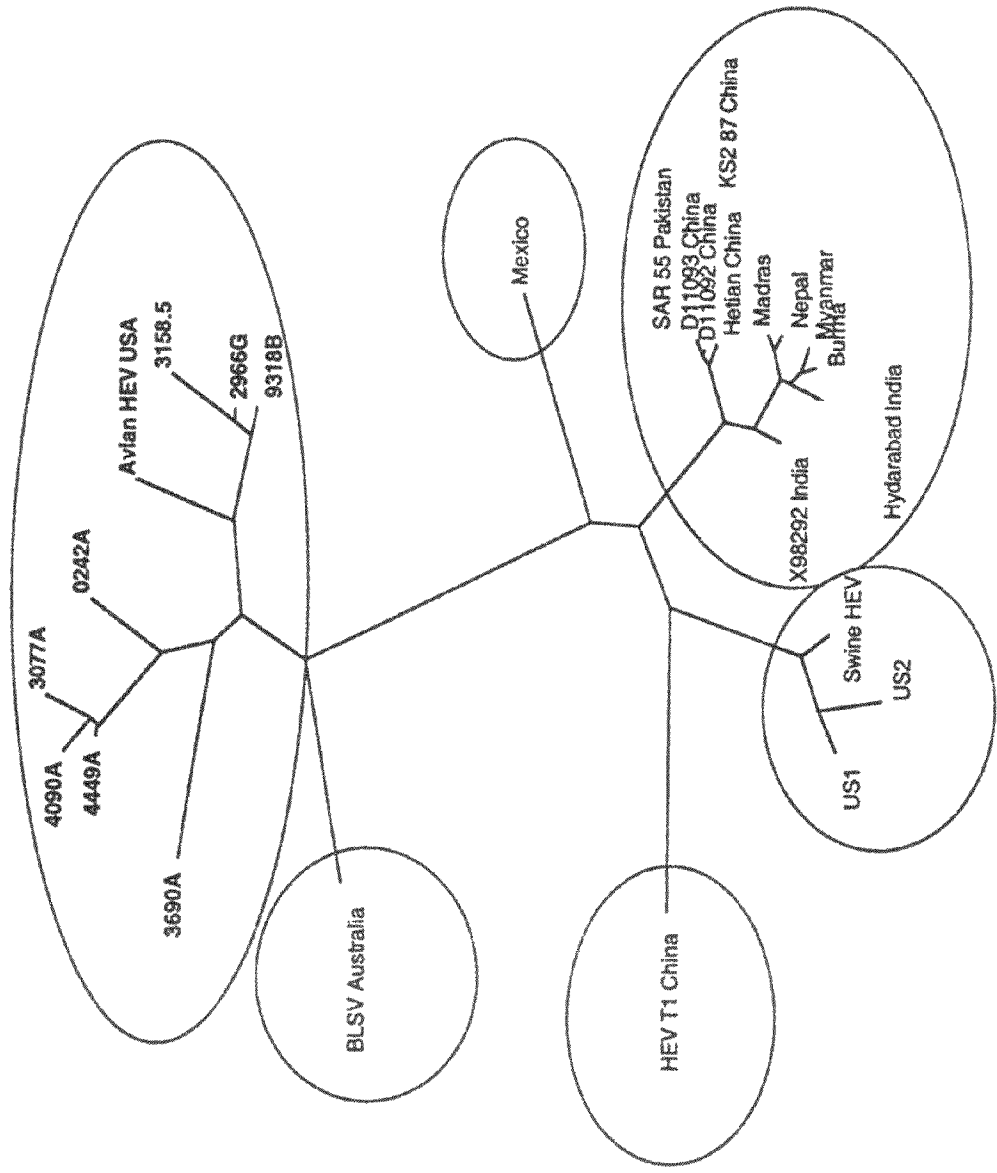 3077A
4090A
4449A
0242A
3690A
Avian HEV USA
3158.5
2966G
9318B
BLSV Australia
Mexico
SAR 55 Pakistan
D11093 China
D11092 China
KS2 87 China
Hetian China
Madras
Nepal
Myanmar
Burma
Hydarabad India
X98292 India
HEV T1 China
Swine HEV
US2
US1